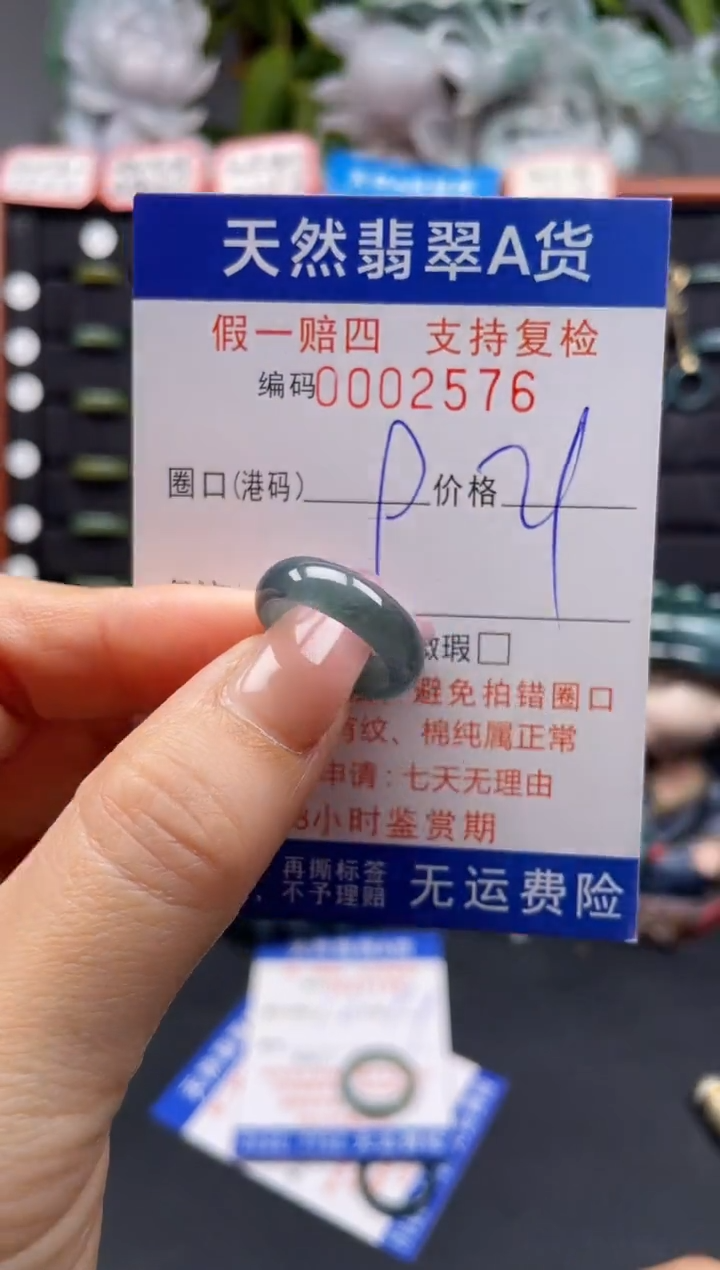 天然翡翠A货
假一赔四 支持复检
编码0002576
圈口(港码) 价格
瑕□
避免拍错圈口
纹、棉纯属正常
申请:七天无理由
8小时鉴赏期
再撕标签
、不予理赔
无运费险